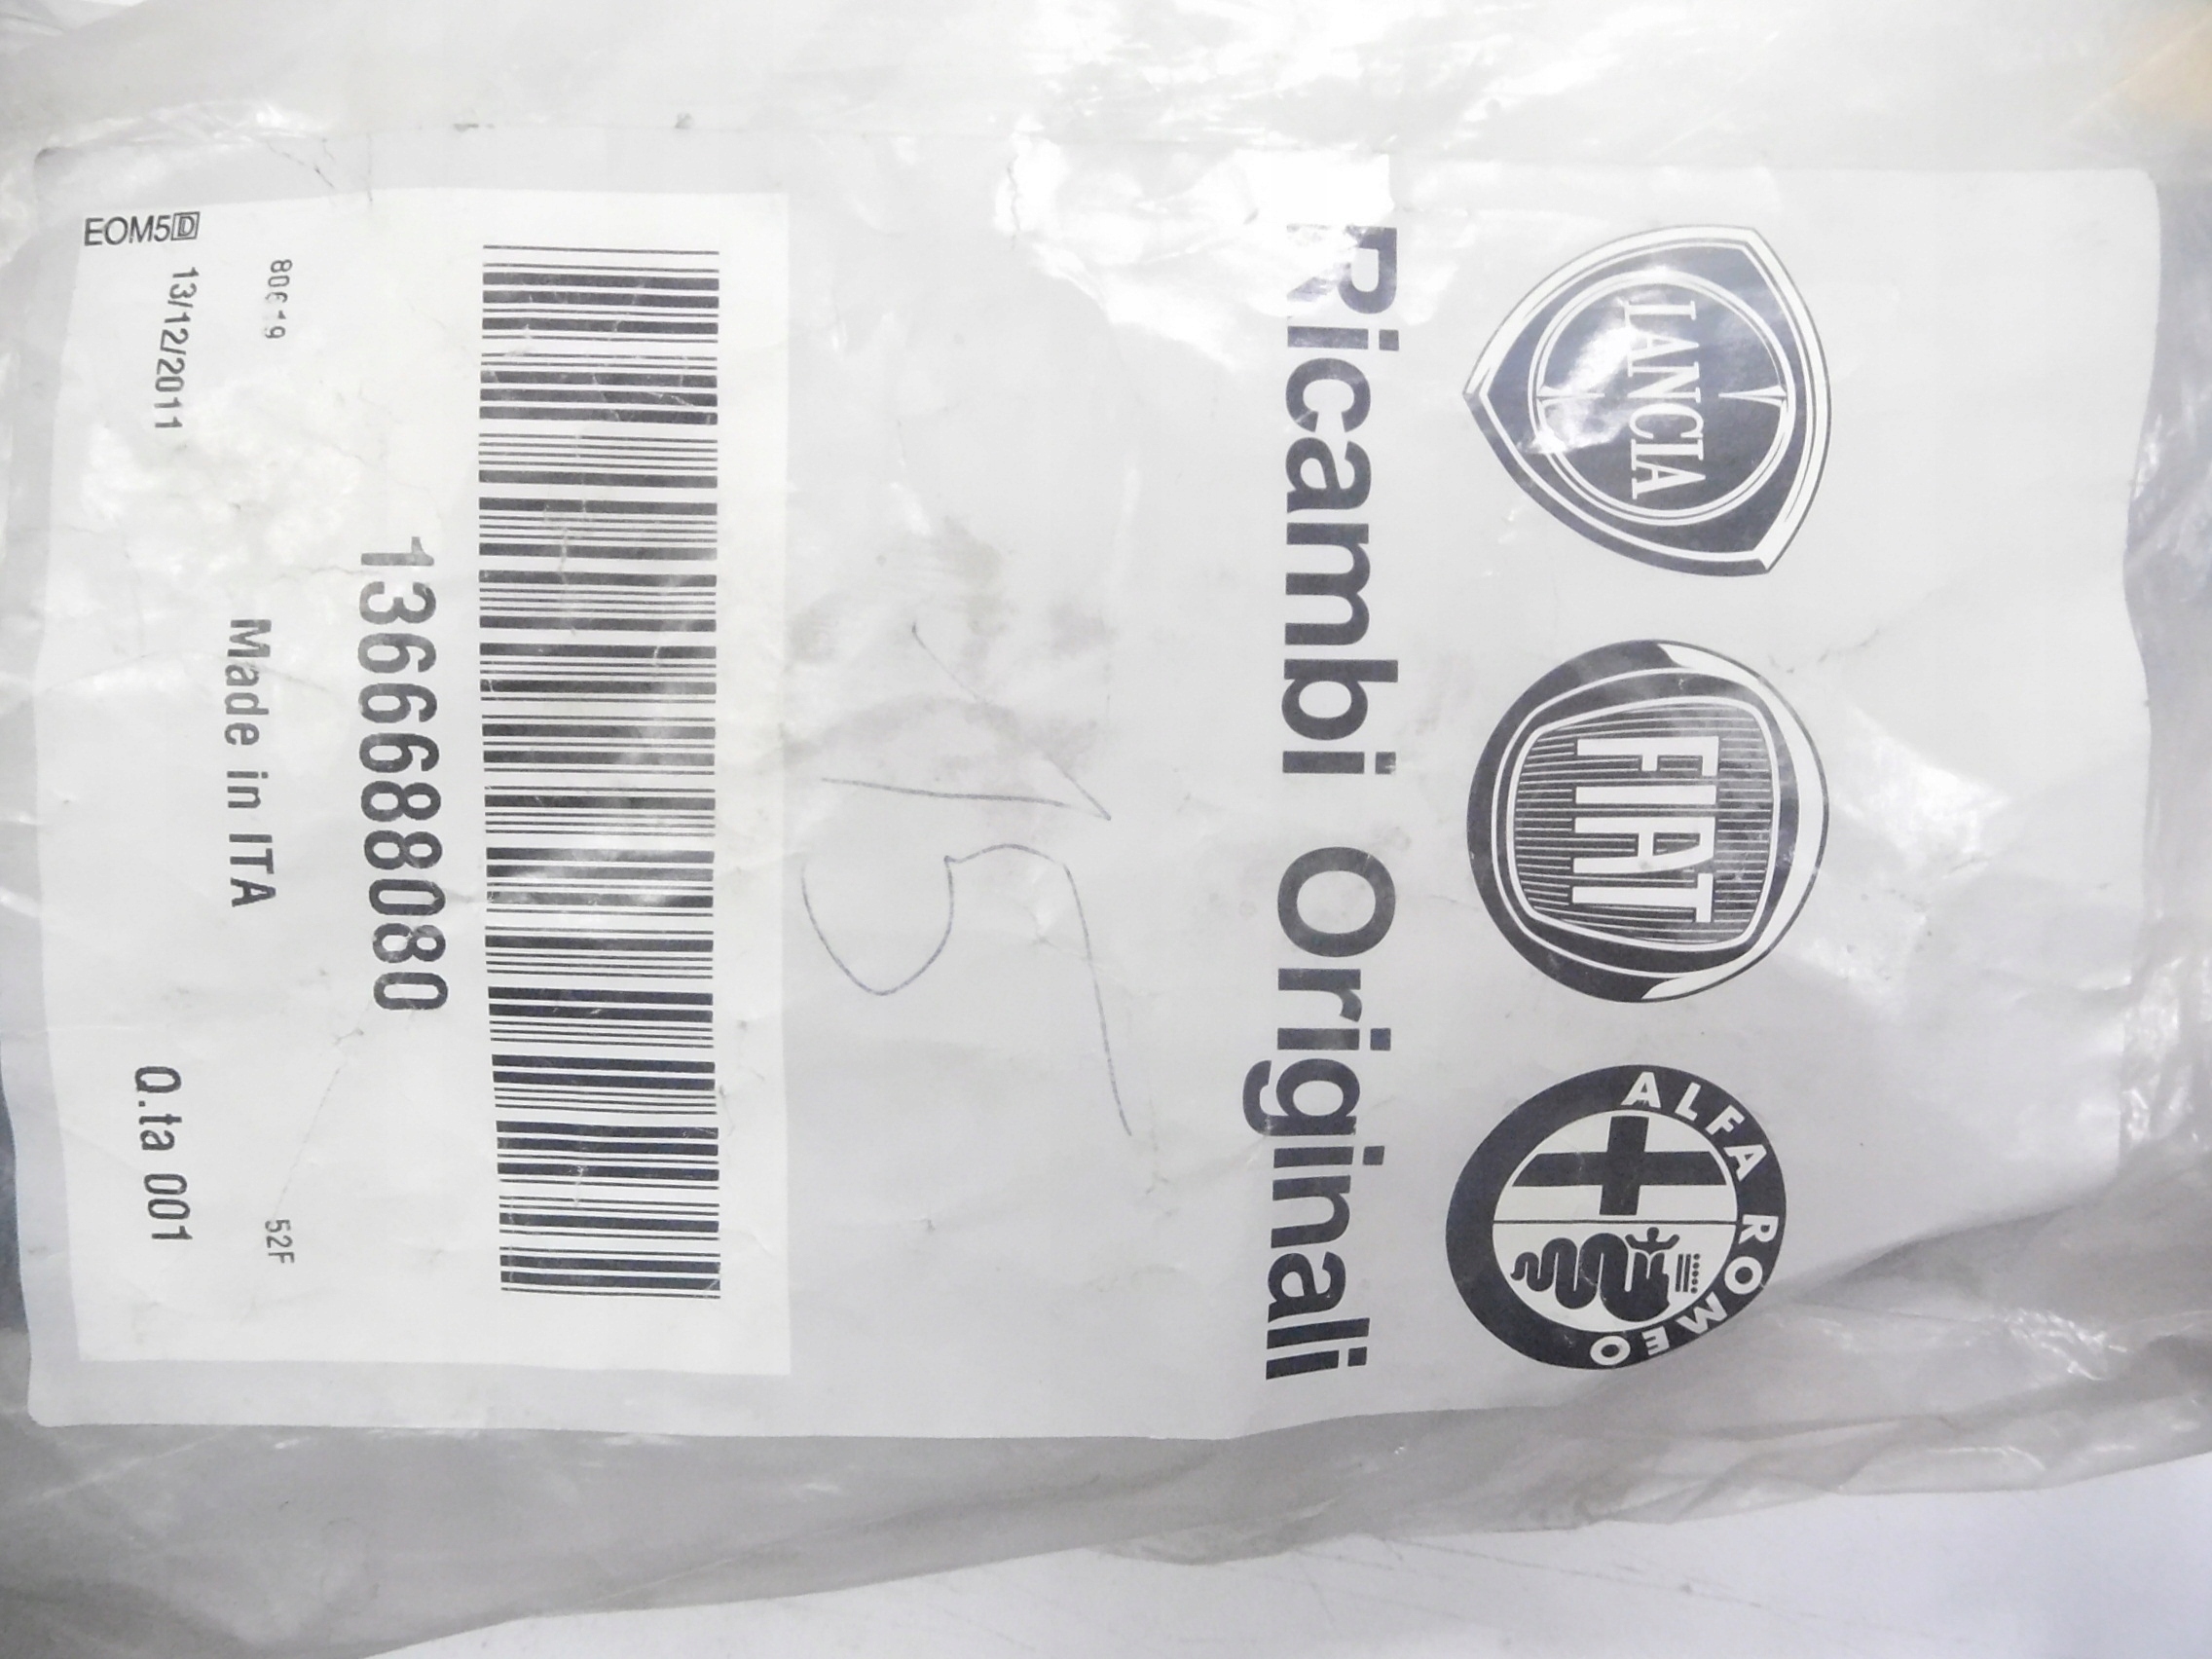 LANCIA
FIAT
ALFA ROMEO
Ricambi Originali
1366688080
52F
Made in ITA
EOM5D
13/12/2011
Q.ta 001